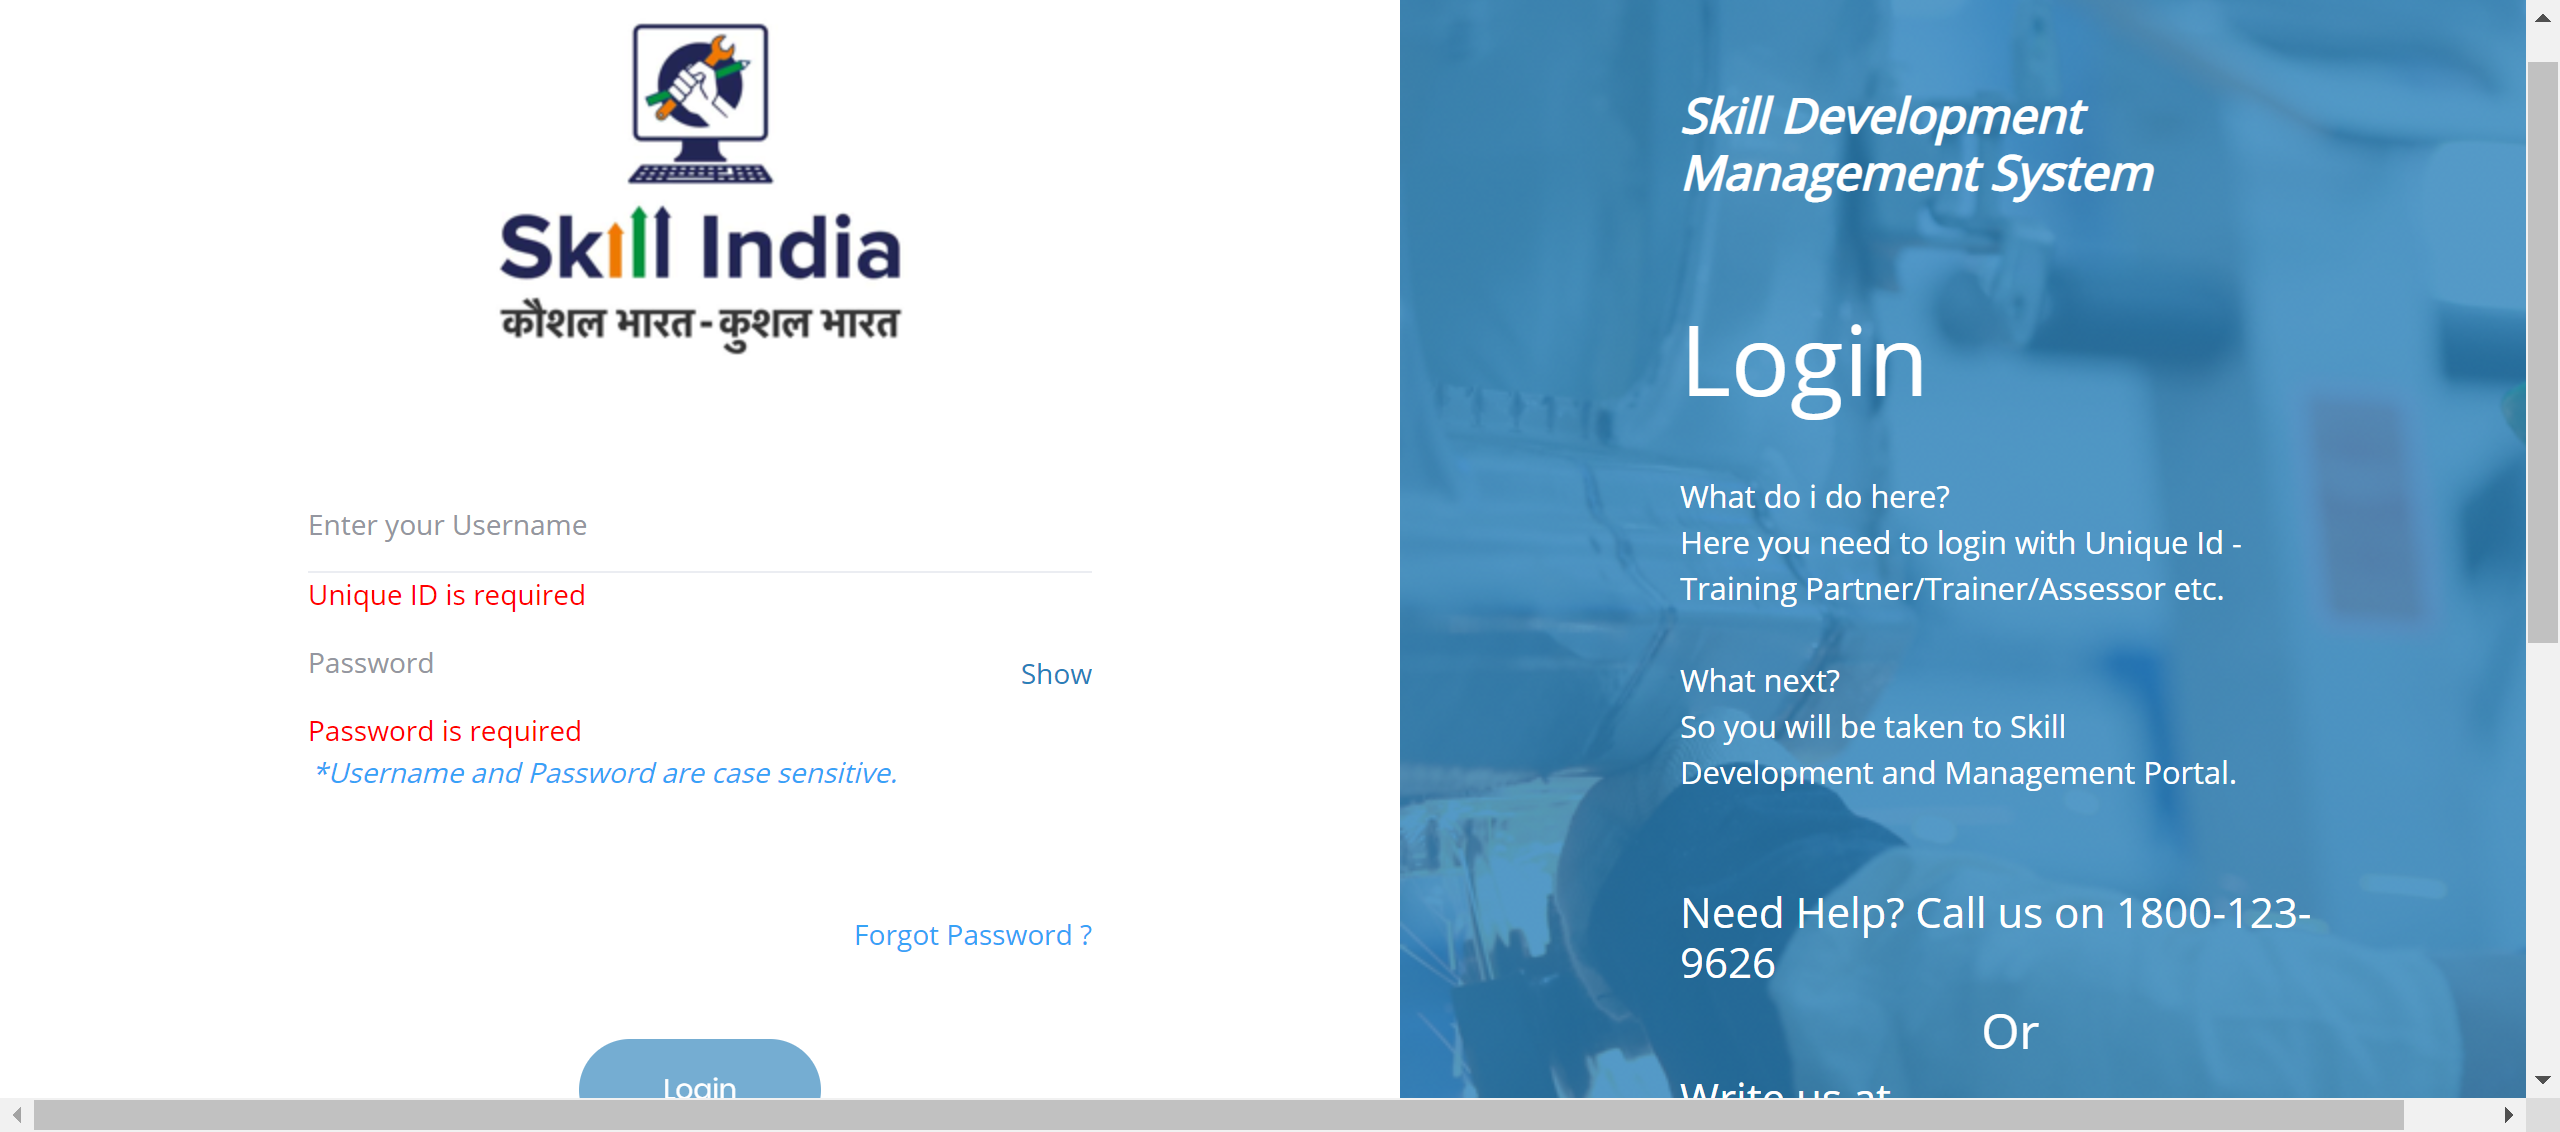 Skill India
कौशल भारत - कुशल भारत
Enter your Username
Unique ID is required
Password
Show
Password is required
*Username and Password are case sensitive.
Forgot Password ?
Login
Skill Development
Management System
Login
What do i do here?
Here you need to login with Unique Id -
Training Partner/Trainer/Assessor etc.
What next?
So you will be taken to Skill
Development and Management Portal.
Need Help? Call us on 1800-123-
9626
Or
Write us at